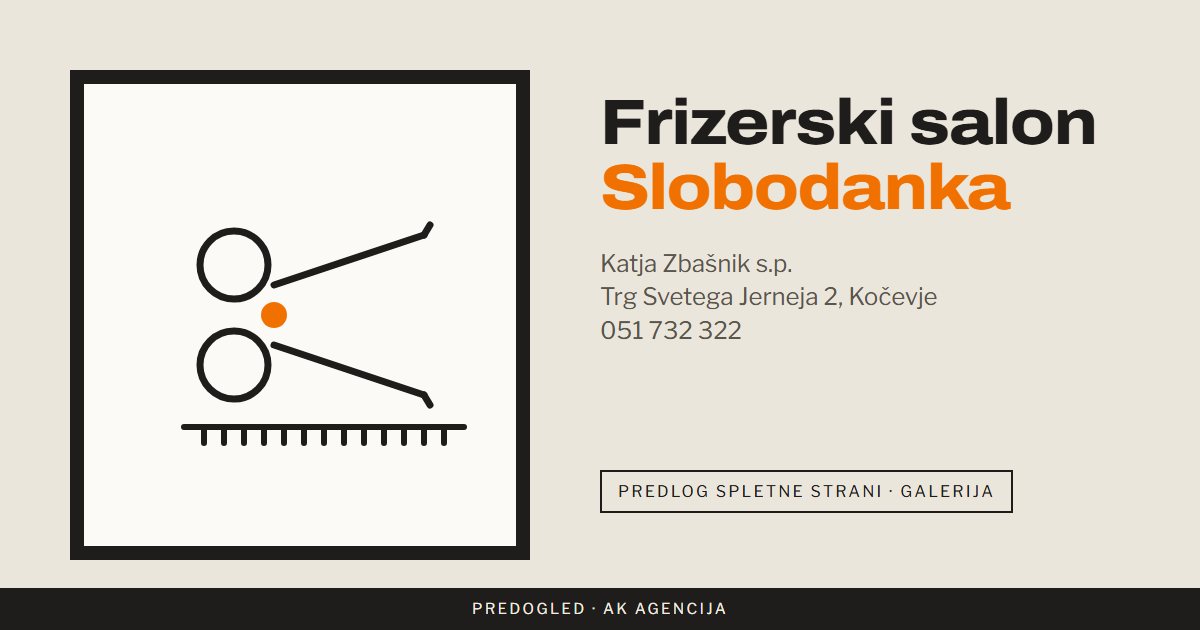 Frizerski salon
Slobodanka
Katja Zbašnik s.p.
Trg Svetega Jerneja 2, Kočevje
051 732 322
PREDLOG SPLETNE STRANI · GALERIJA
PREDOGLED · AK AGENCIJA